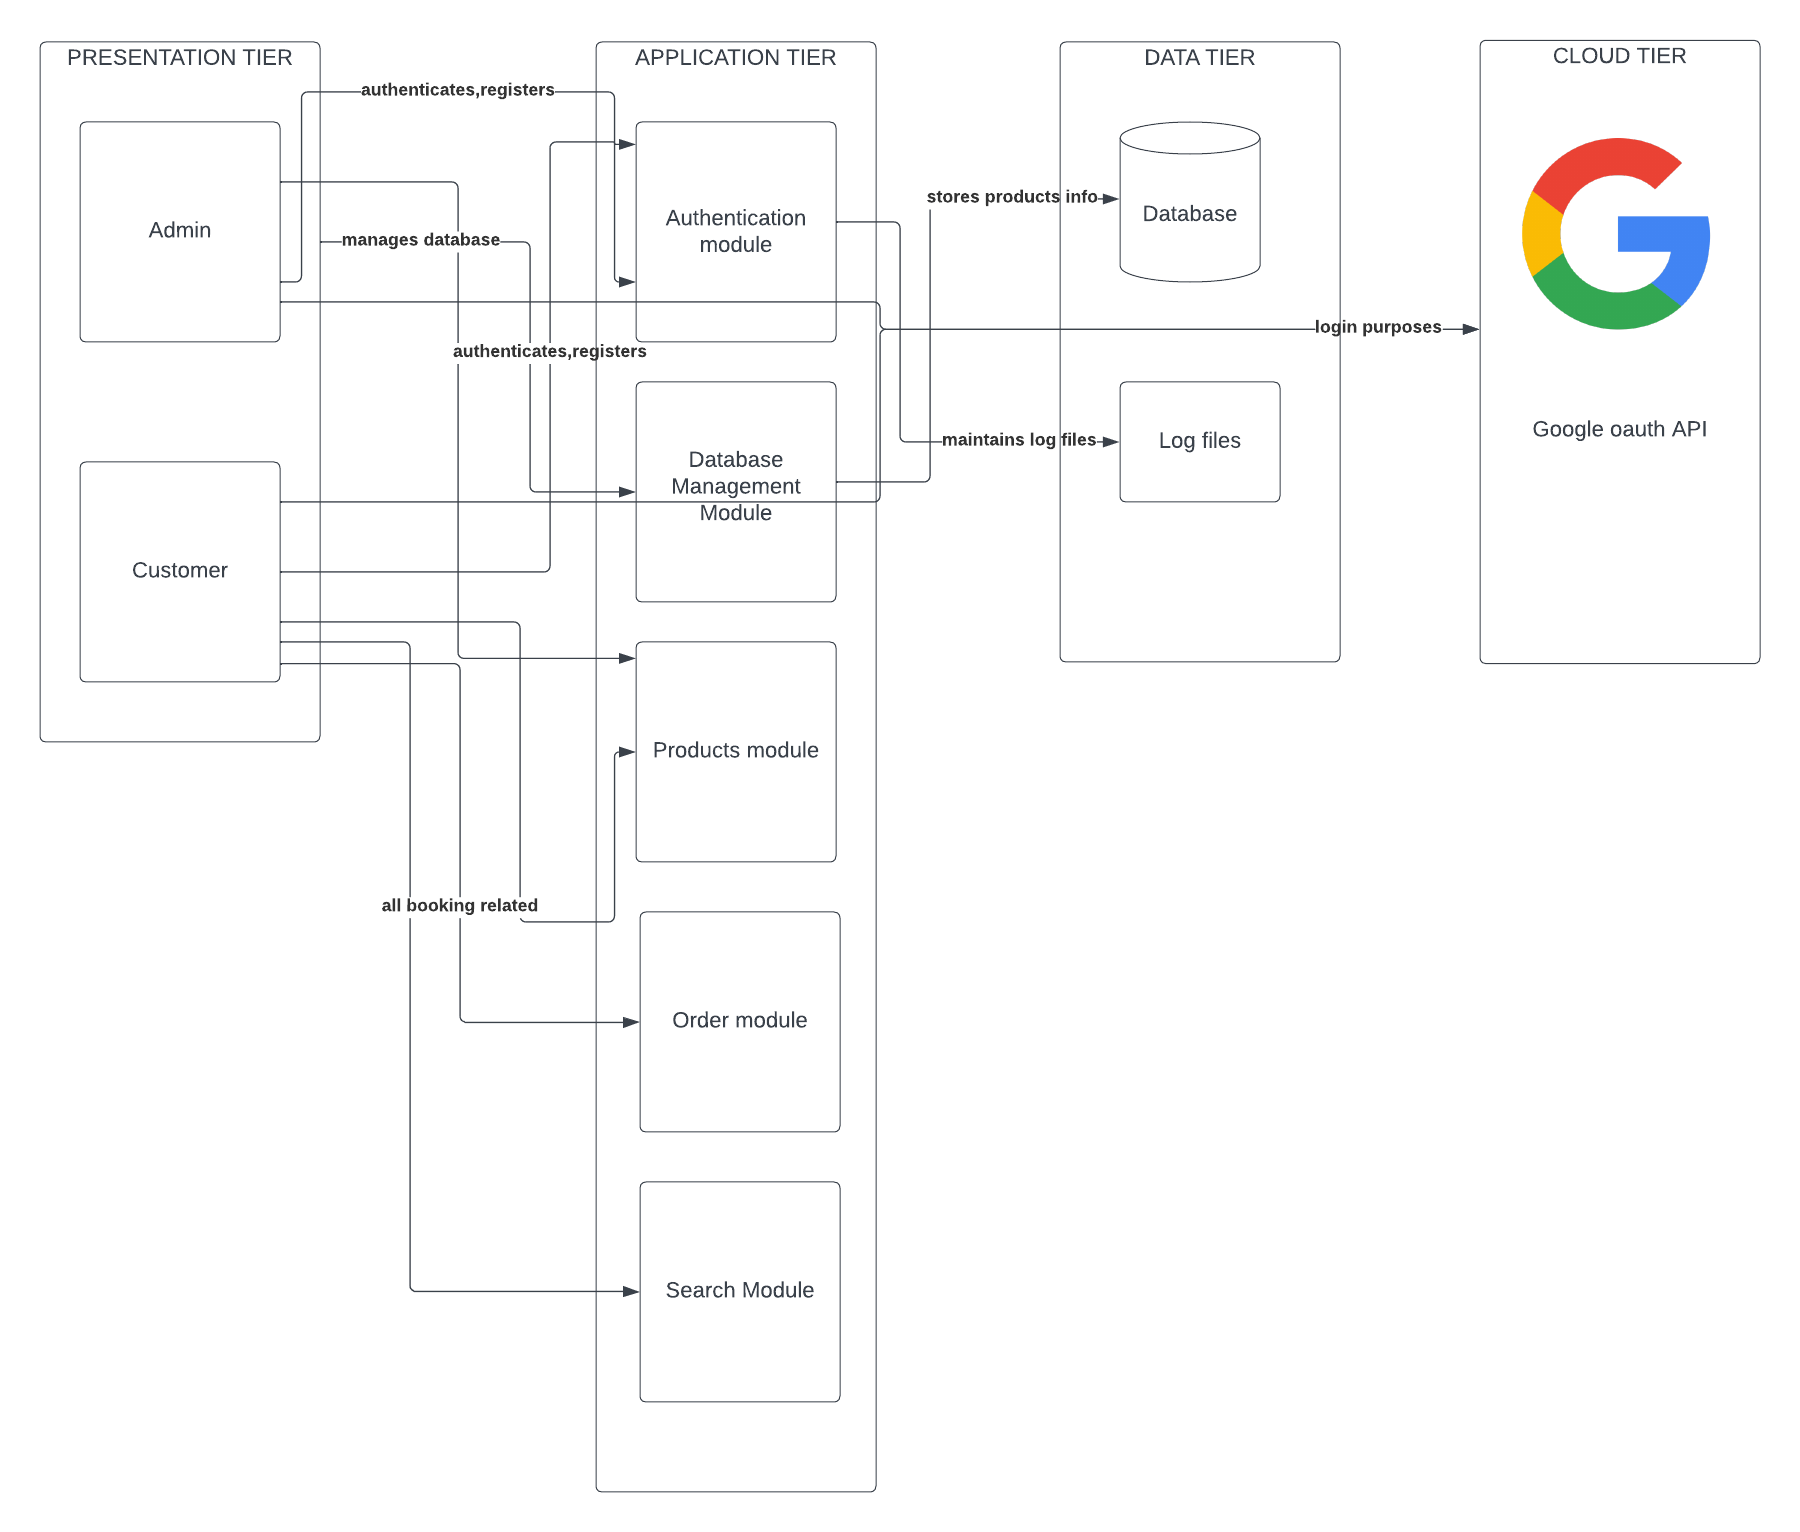 PRESENTATION TIER
APPLICATION TIER
DATA TIER
CLOUD TIER
authenticates,registers
Admin
manages database
Authentication
module
stores products info
Database
login purposes
authenticates,registers
maintains log files
Log files
Google oauth API
Database
Management
Module
Customer
Products module
all booking related
Order module
Search Module